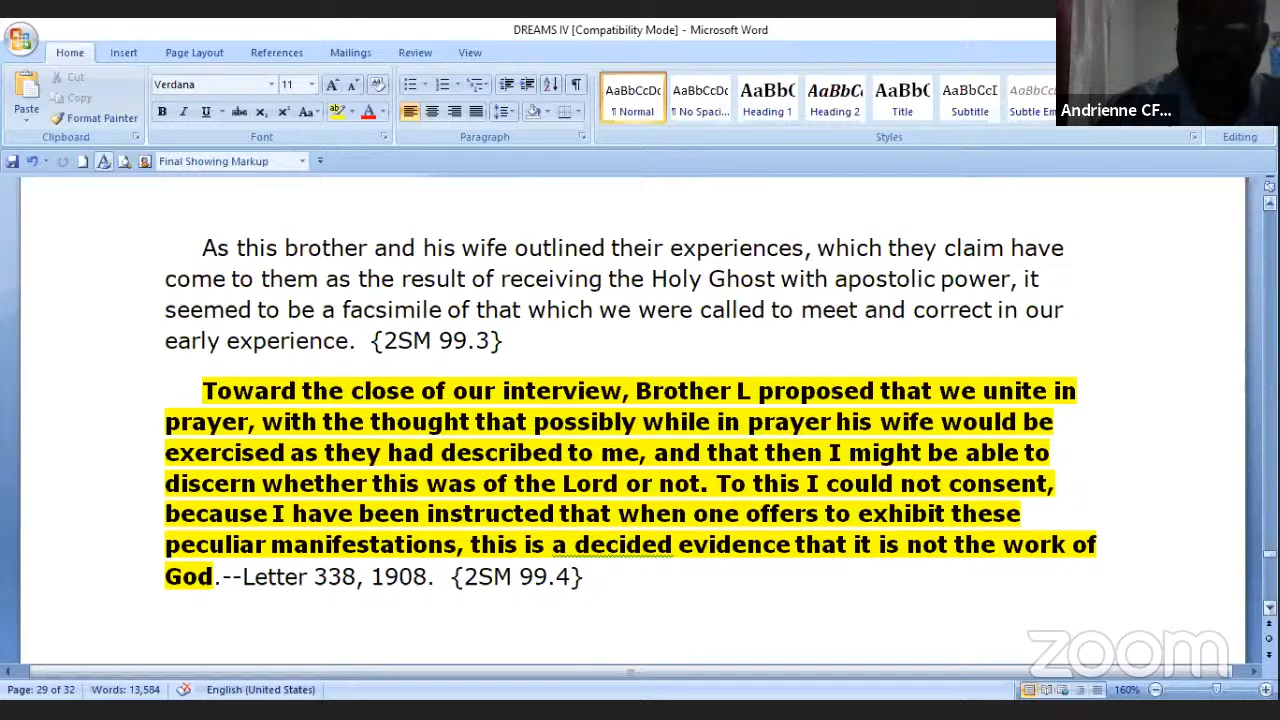 DREAMS IV [Compatibility Mode] - Microsoft Word
Home Insert Page Layout References Mailings Review View
Andrienne CF...
Paste
Cut
Copy
Format Painter
Clipboard
Verdana 11
Font
Paragraph
AaBbCcDc AaBbCcDc AaBbC AaBbCc AaBbC AaBbCcI AaBbCcD
¶ Normal ¶ No Spaci... Heading 1 Heading 2 Title Subtitle Subtle Em
Styles
Editing
Final Showing Markup
As this brother and his wife outlined their experiences, which they claim have
come to them as the result of receiving the Holy Ghost with apostolic power, it
seemed to be a facsimile of that which we were called to meet and correct in our
early experience. {2SM 99.3}
Toward the close of our interview, Brother L proposed that we unite in
prayer, with the thought that possibly while in prayer his wife would be
exercised as they had described to me, and that then I might be able to
discern whether this was of the Lord or not. To this I could not consent,
because I have been instructed that when one offers to exhibit these
peculiar manifestations, this is a decided evidence that it is not the work of
God.--Letter 338, 1908. {2SM 99.4}
zoom
Page: 29 of 32 Words: 13,584 English (United States) 160%